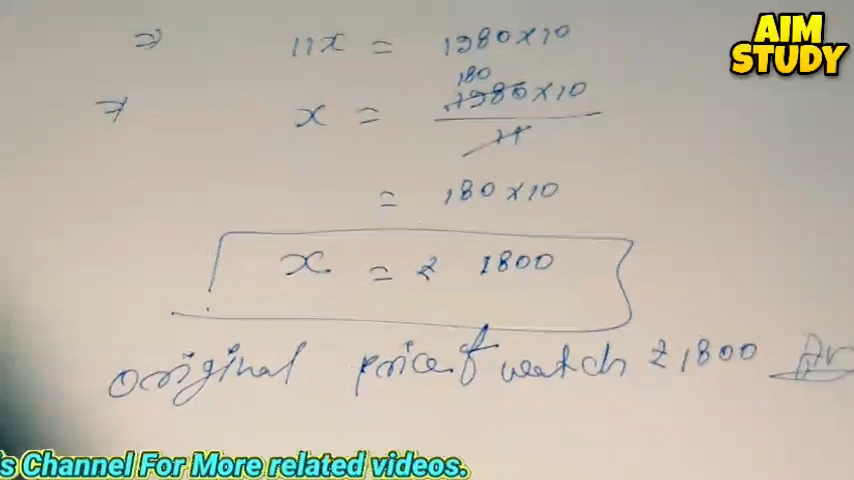 AIM
STUDY
⇒ 11x = 1980×10
180
⇒ x = 1980×10
11
= 180×10
x = ₹ 1800
original price of watch ₹ 1800 Ans
s Channel For More related videos.